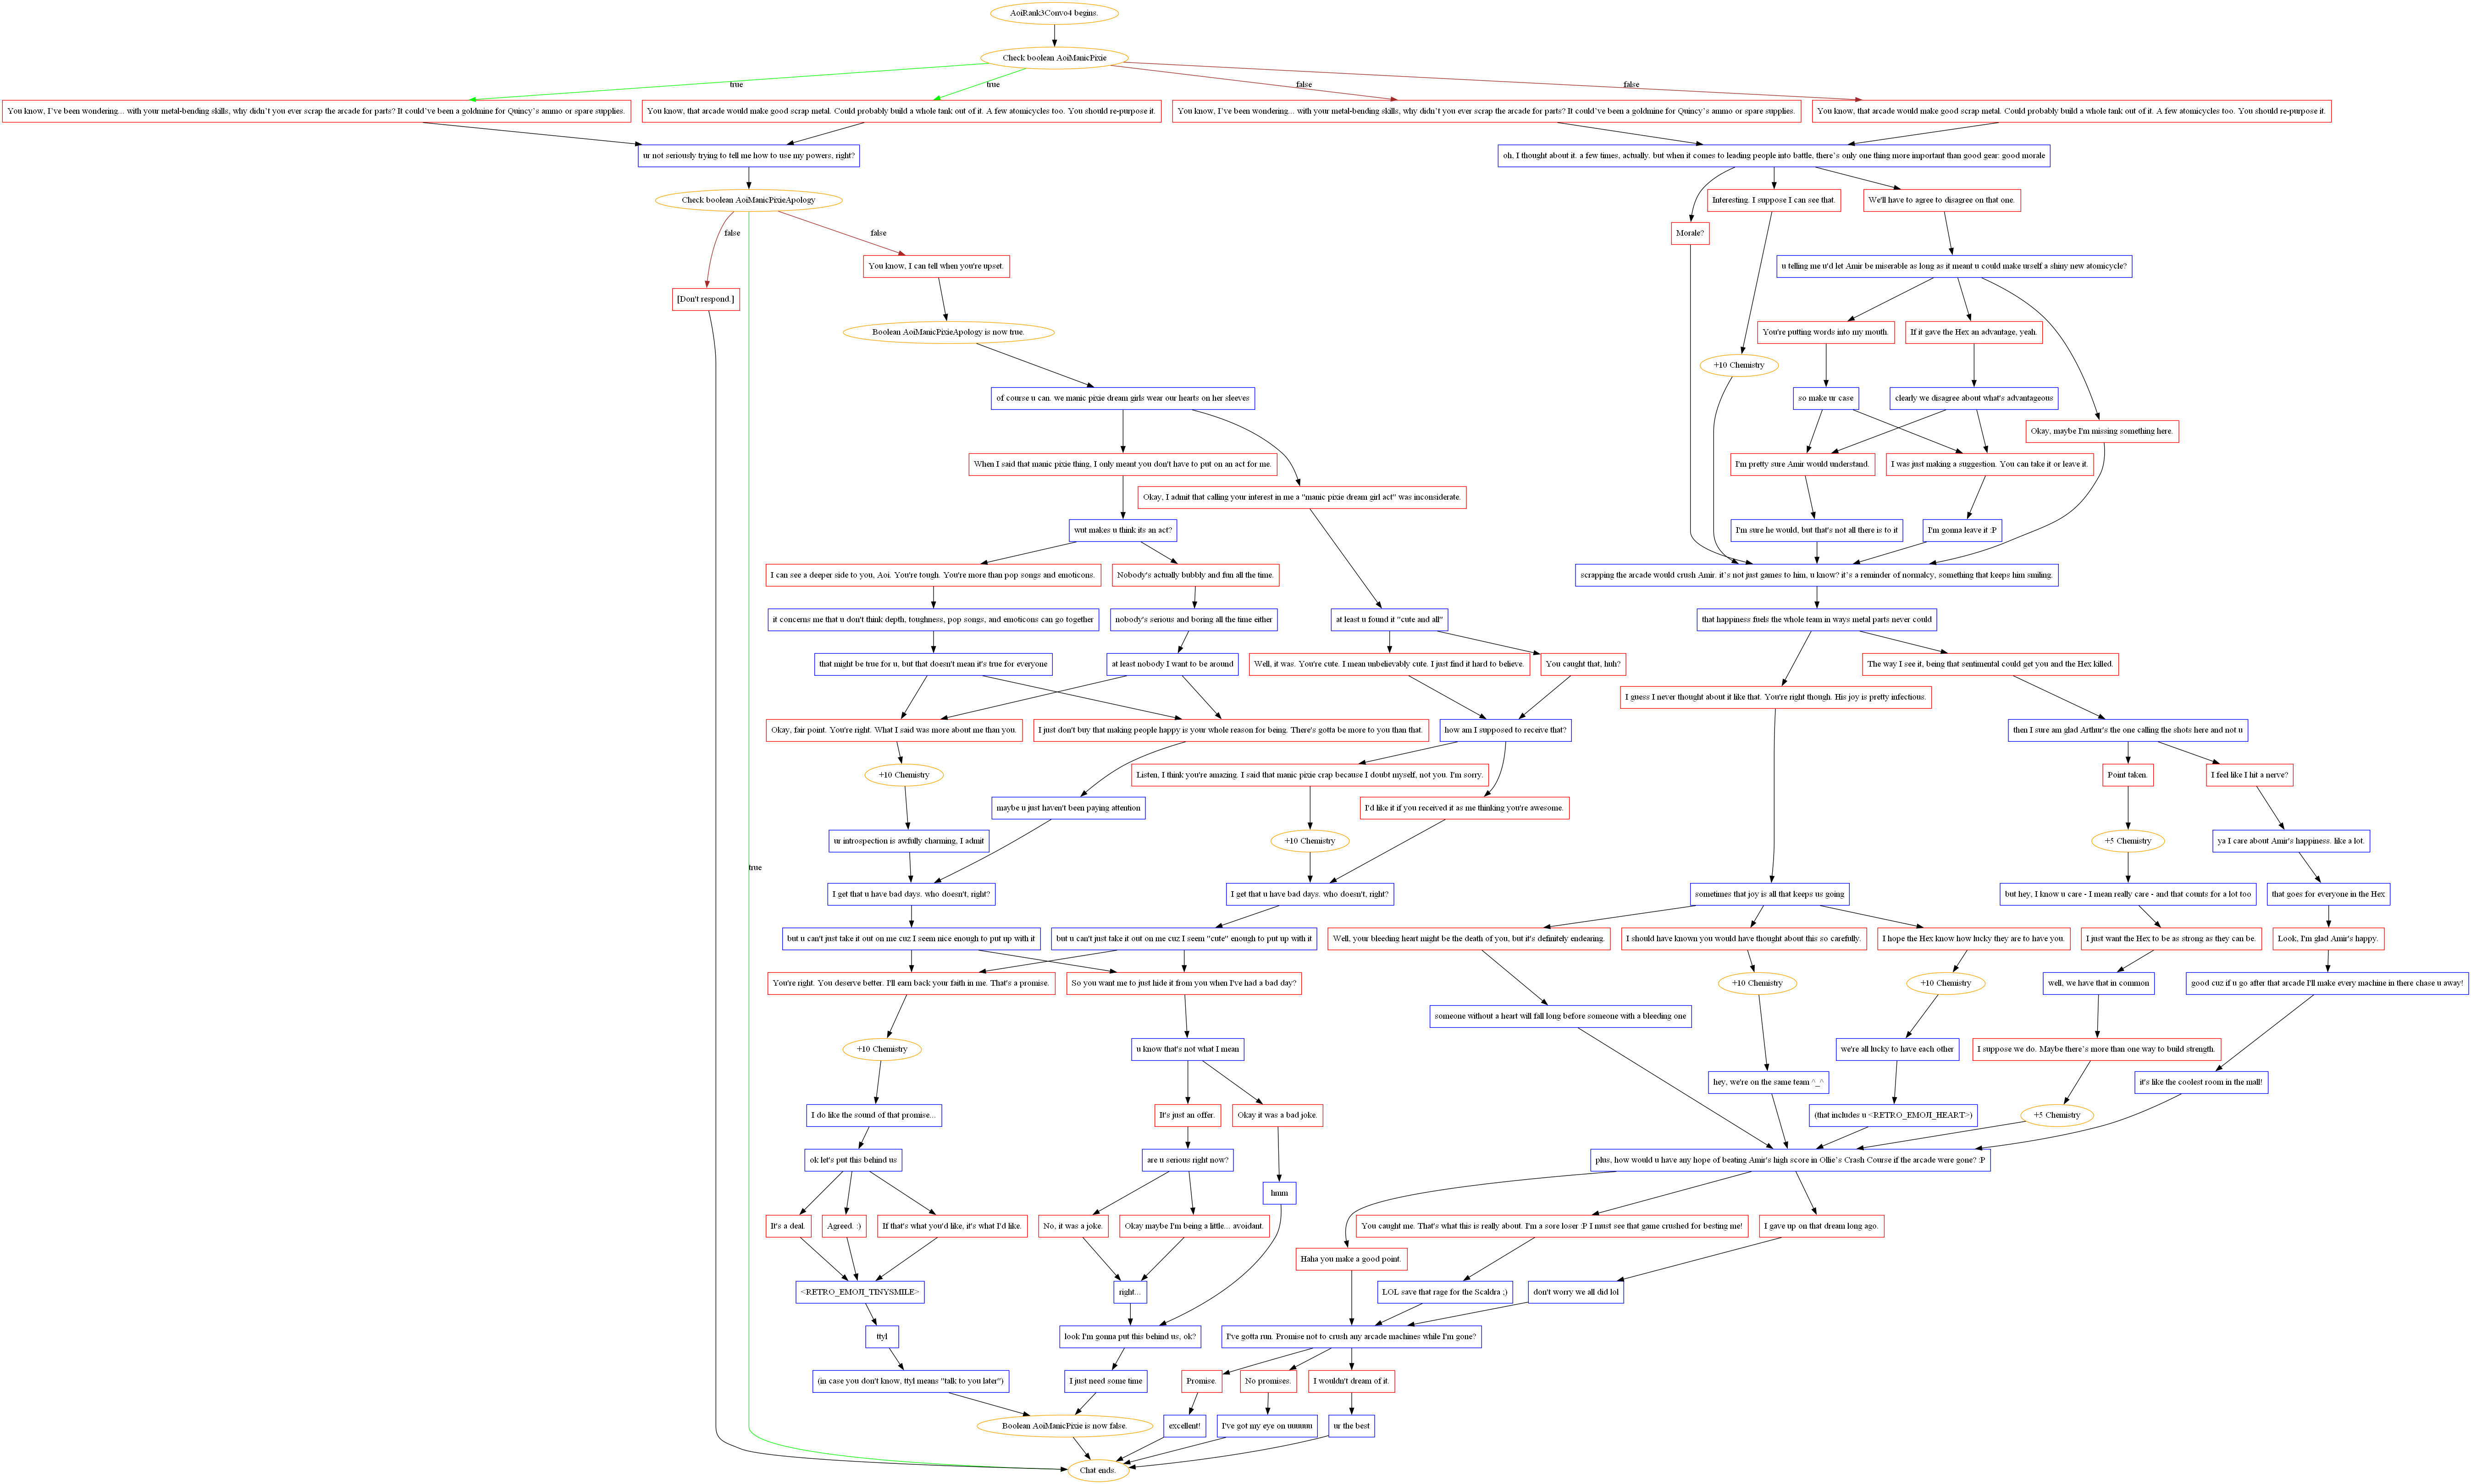 AoiRank3Convo4 begins.
Check boolean AoiManicPixie
true
true
false
false
You know, I've been wondering... with your metal-bending skills, why didn't you ever scrap the arcade for parts? It could've been a goldmine for Quincy's ammo or spare supplies.
You know, that arcade would make good scrap metal. Could probably build a whole tank out of it. A few atomicycles too. You should re-purpose it.
You know, I've been wondering... with your metal-bending skills, why didn't you ever scrap the arcade for parts? It could've been a goldmine for Quincy's ammo or spare supplies.
You know, that arcade would make good scrap metal. Could probably build a whole tank out of it. A few atomicycles too. You should re-purpose it.
ur not seriously trying to tell me how to use my powers, right?
oh, I thought about it. a few times, actually. but when it comes to leading people into battle, there's only one thing more important than good gear: good morale
Check boolean AoiManicPixieApology
Interesting. I suppose I can see that.
We'll have to agree to disagree on that one.
false
false
Morale?
You know, I can tell when you're upset.
u telling me u'd let Amir be miserable as long as it meant u could make urself a shiny new atomicycle?
[Don't respond.]
Boolean AoiManicPixieApology is now true.
You're putting words into my mouth.
If it gave the Hex an advantage, yeah.
+10 Chemistry
of course u can. we manic pixie dream girls wear our hearts on her sleeves
so make ur case
clearly we disagree about what's advantageous
Okay, maybe I'm missing something here.
When I said that manic pixie thing, I only meant you don't have to put on an act for me.
I'm pretty sure Amir would understand.
I was just making a suggestion. You can take it or leave it.
Okay, I admit that calling your interest in me a "manic pixie dream girl act" was inconsiderate.
wut makes u think its an act?
I'm sure he would, but that's not all there is to it
I'm gonna leave it :P
I can see a deeper side to you, Aoi. You're tough. You're more than pop songs and emoticons.
Nobody's actually bubbly and fun all the time.
scrapping the arcade would crush Amir. it's not just games to him, u know? it's a reminder of normalcy, something that keeps him smiling.
it concerns me that u don't think depth, toughness, pop songs, and emoticons can go together
nobody's serious and boring all the time either
at least u found it "cute and all"
that happiness fuels the whole team in ways metal parts never could
that might be true for u, but that doesn't mean it's true for everyone
at least nobody I want to be around
Well, it was. You're cute. I mean unbelievably cute. I just find it hard to believe.
You caught that, huh?
The way I see it, being that sentimental could get you and the Hex killed.
I guess I never thought about it like that. You're right though. His joy is pretty infectious.
Okay, fair point. You're right. What I said was more about me than you.
I just don't buy that making people happy is your whole reason for being. There's gotta be more to you than that.
how am I supposed to receive that?
then I sure am glad Arthur's the one calling the shots here and not u
+10 Chemistry
Listen, I think you're amazing. I said that manic pixie crap because I doubt myself, not you. I'm sorry.
Point taken.
I feel like I hit a nerve?
maybe u just haven't been paying attention
I'd like it if you received it as me thinking you're awesome.
ur introspection is awfully charming, I admit
+10 Chemistry
+5 Chemistry
ya I care about Amir's happiness. like a lot.
true
I get that u have bad days. who doesn't, right?
I get that u have bad days. who doesn't, right?
sometimes that joy is all that keeps us going
but hey, I know u care - I mean really care - and that counts for a lot too
that goes for everyone in the Hex
but u can't just take it out on me cuz I seem nice enough to put up with it
but u can't just take it out on me cuz I seem "cute" enough to put up with it
Well, your bleeding heart might be the death of you, but it's definitely endearing.
I should have known you would have thought about this so carefully.
I hope the Hex know how lucky they are to have you.
I just want the Hex to be as strong as they can be.
Look, I'm glad Amir's happy.
You're right. You deserve better. I'll earn back your faith in me. That's a promise.
So you want me to just hide it from you when I've had a bad day?
+10 Chemistry
+10 Chemistry
well, we have that in common
good cuz if u go after that arcade I'll make every machine in there chase u away!
someone without a heart will fall long before someone with a bleeding one
+10 Chemistry
u know that's not what I mean
we're all lucky to have each other
I suppose we do. Maybe there's more than one way to build strength.
hey, we're on the same team ^_^
it's like the coolest room in the mall!
I do like the sound of that promise...
It's just an offer.
Okay it was a bad joke.
(that includes u <RETRO_EMOJI_HEART>)
+5 Chemistry
ok let's put this behind us
are u serious right now?
plus, how would u have any hope of beating Amir's high score in Ollie's Crash Course if the arcade were gone? :P
hmm
It's a deal.
Agreed. :)
If that's what you'd like, it's what I'd like.
No, it was a joke.
Okay maybe I'm being a little... avoidant.
You caught me. That's what this is really about. I'm a sore loser :P I must see that game crushed for besting me!
I gave up on that dream long ago.
Haha you make a good point.
<RETRO_EMOJI_TINYSMILE>
right...
LOL save that rage for the Scaldra ;)
don't worry we all did lol
ttyl
look I'm gonna put this behind us, ok?
I've gotta run. Promise not to crush any arcade machines while I'm gone?
(in case you don't know, ttyl means "talk to you later")
I just need some time
Promise.
No promises.
I wouldn't dream of it.
Boolean AoiManicPixie is now false.
excellent!
I've got my eye on uuuuuu
ur the best
Chat ends.